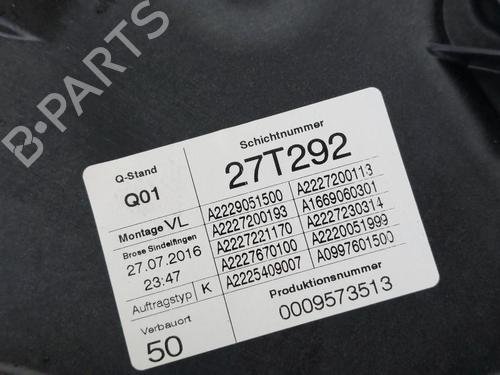 B-PARTS
Q-Stand
Q01
Schichtnummer
27T292
Montage VL
Brose Sindelfingen
27.07.2016
23:47
Auftragstyp K
Verbauort
50
A2229051500 A2227200113
A2227200193 A1669060301
A2227221170 A2227230314
A2227670100 A2220051999
A2225409007 A0997601500
Produktionsnummer
0009573513